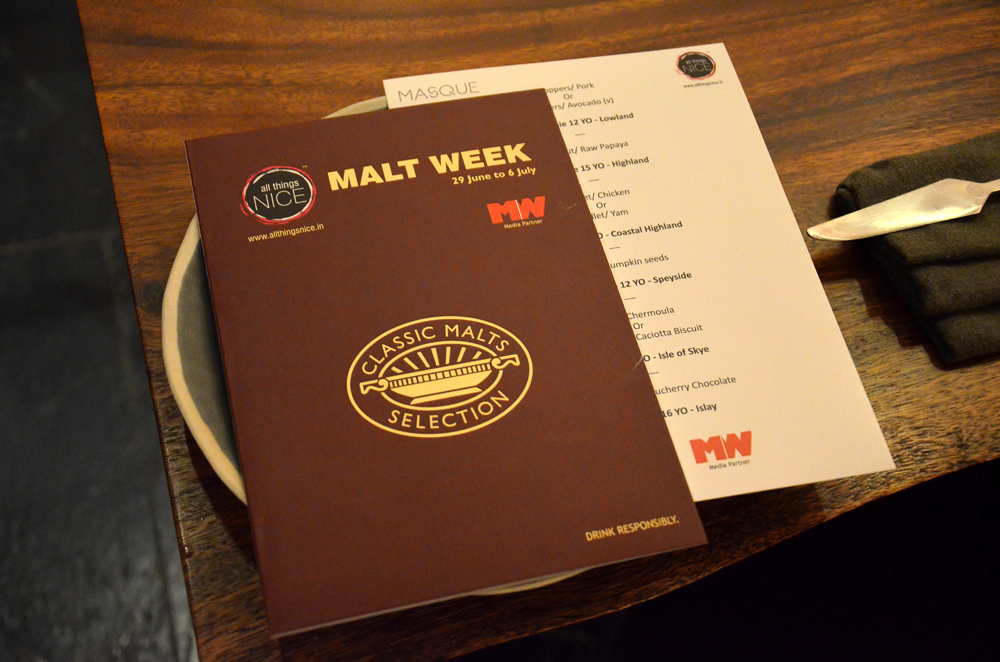 all things
NICE
www.allthingsnice.in
MALT WEEK
29 June to 6 July
MW
Media Partner
CLASSIC MALTS
SELECTION
DRINK RESPONSIBLY.
MASQUE
all things
NICE
www.allthingsnice.in
Pork
Or
Avocado (v)
12 YO - Lowland
Raw Papaya
15 YO - Highland
Chicken
Or
Yam
Coastal Highland
seeds
12 YO - Speyside
Chermoula
Or
Caciotta Biscuit
Isle of Skye
Chocolate
16 YO - Islay
MW
Media Partner